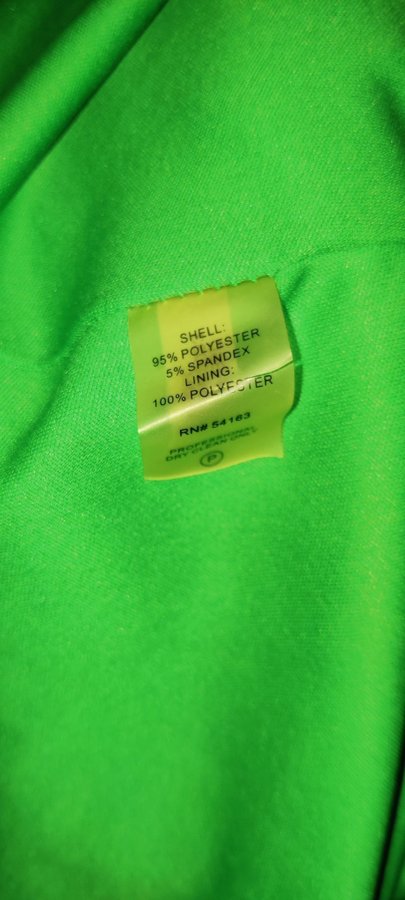 SHELL:
95% POLYESTER
5% SPANDEX
LINING:
100% POLYESTER
RN# 54163
PROFESSIONAL
DRY CLEAN ONLY
P